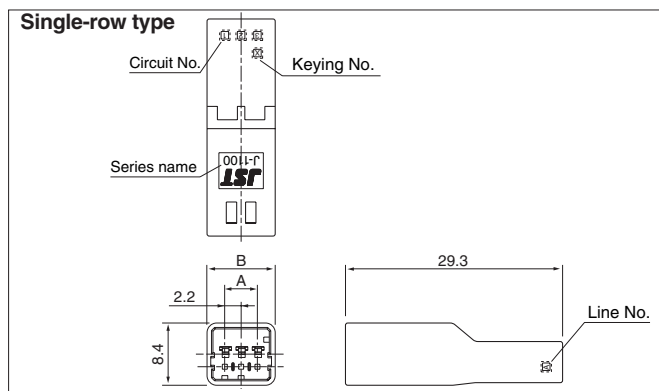 Single-row type
Circuit No.
Keying No.
Series name
J-1100
JST
B
A
2.2
8.4
29.3
Line No.